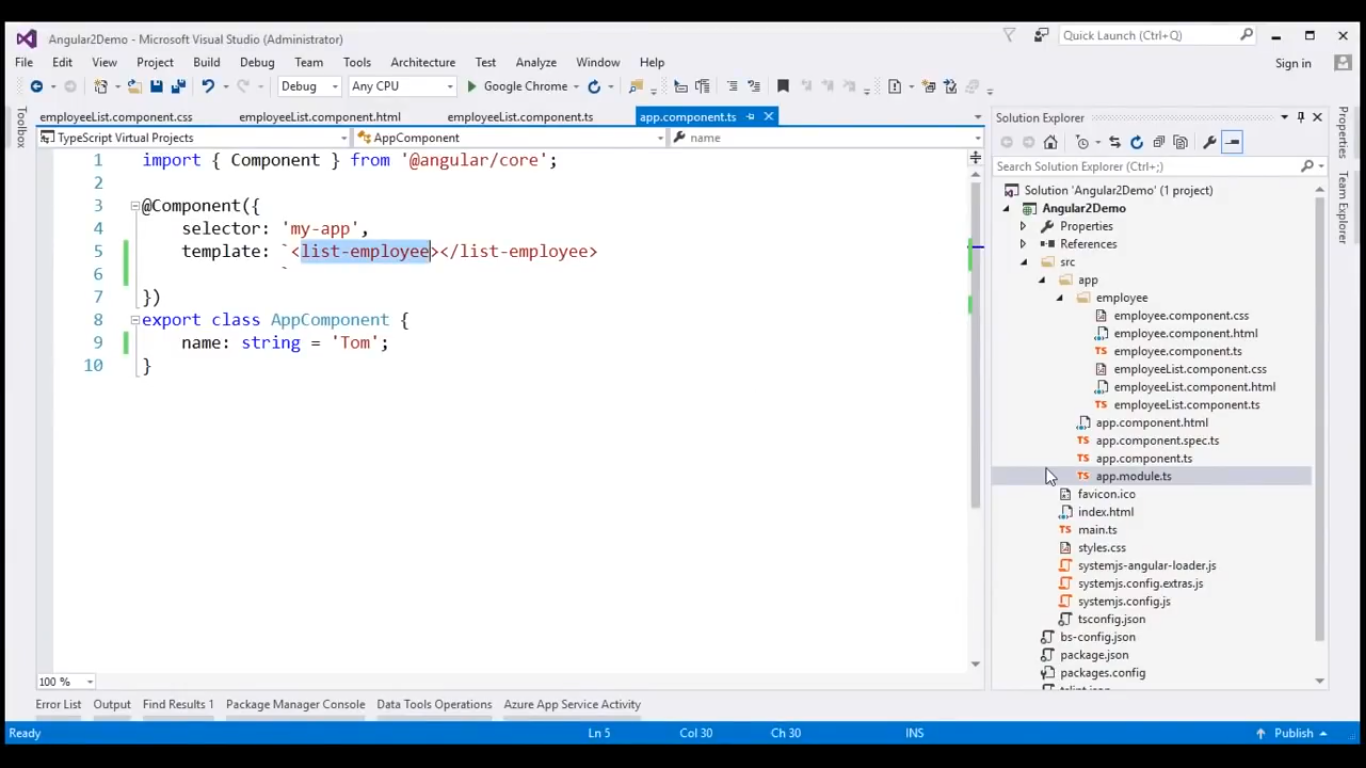 Angular2Demo - Microsoft Visual Studio (Administrator)
Quick Launch (Ctrl+Q)
File Edit View Project Build Debug Team Tools Architecture Test Analyze Window Help
Sign in
Debug Any CPU Google Chrome
Toolbox
employeeList.component.css employeeList.component.html employeeList.component.ts app.component.ts
TypeScript Virtual Projects AppComponent name
1 import { Component } from '@angular/core';
2
3 @Component({
4 selector: 'my-app',
5 template: `<list-employee></list-employee>
6 `
7 })
8 export class AppComponent {
9 name: string = 'Tom';
10 }
100 %
Solution Explorer
Search Solution Explorer (Ctrl+;)
Solution 'Angular2Demo' (1 project)
Angular2Demo
Properties
References
src
app
employee
employee.component.css
employee.component.html
employee.component.ts
employeeList.component.css
employeeList.component.html
employeeList.component.ts
app.component.html
app.component.spec.ts
app.component.ts
app.module.ts
favicon.ico
index.html
main.ts
styles.css
systemjs-angular-loader.js
systemjs.config.extras.js
systemjs.config.js
tsconfig.json
bs-config.json
package.json
packages.config
Properties
Team Explorer
Error List Output Find Results 1 Package Manager Console Data Tools Operations Azure App Service Activity
Ready Ln 5 Col 30 Ch 30 INS Publish